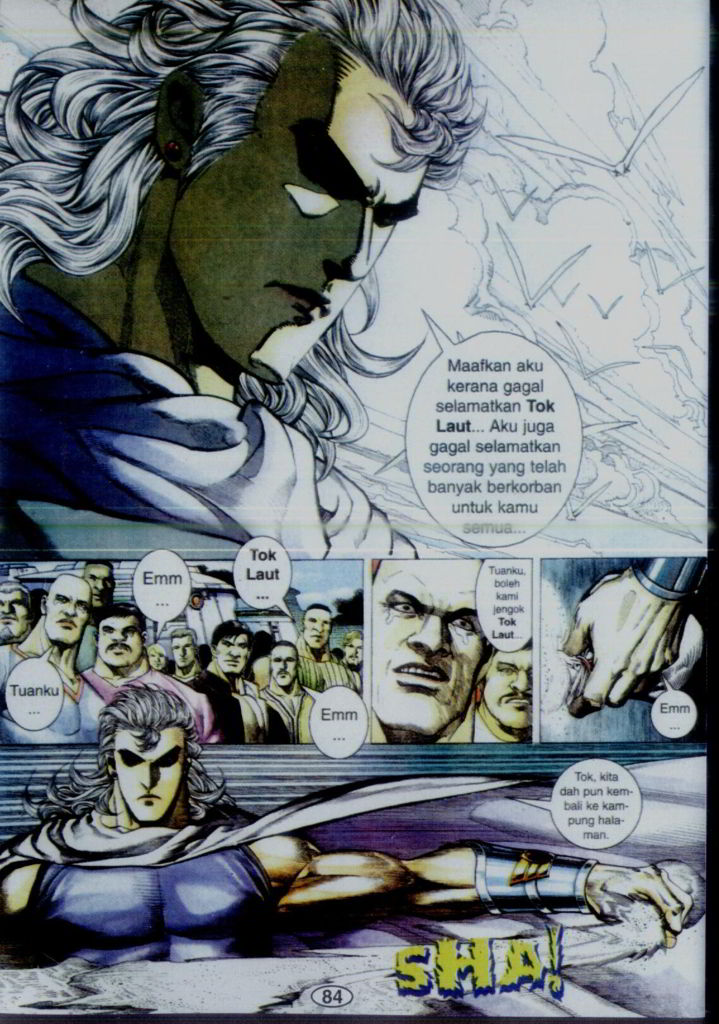 Maafkan aku
kerana gagal
selamatkan Tok
Laut... Aku juga
gagal selamatkan
seorang yang telah
banyak berkorban
untuk kamu
semua...
Emm
...
Tok
Laut
...
Tuanku
...
Emm
...
Tuanku,
boleh
kami
jengok
Tok
Laut...
Emm
...
Tok, kita
dah pun kem-
bali ke kam-
pung hala-
man.
SHA!
84